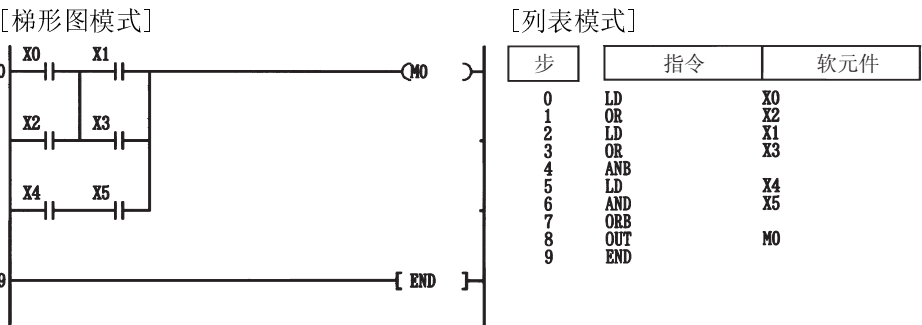 [梯形图模式]
X0 X1
0 M0
X2 X3
X4 X5
9 END
[列表模式]
步 指令 软元件
0 LD X0
1 OR X2
2 LD X1
3 OR X3
4 ANB
5 LD X4
6 AND X5
7 ORB
8 OUT M0
9 END